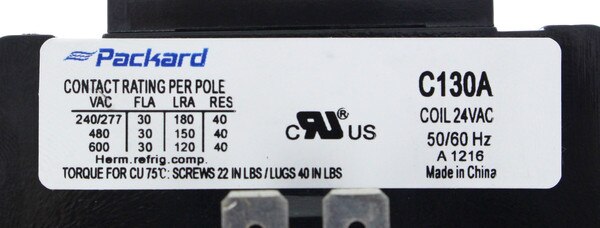 Packard
CONTACT RATING PER POLE
VAC FLA LRA RES
240/277 30 180 40
480 30 150 40
600 30 120 40
Herm.refrig.comp.
TORQUE FOR CU 75℃: SCREWS 22 IN LBS / LUGS 40 IN LBS
C RU ® US
C130A
COIL 24VAC
50/60 Hz
A 1216
Made in China